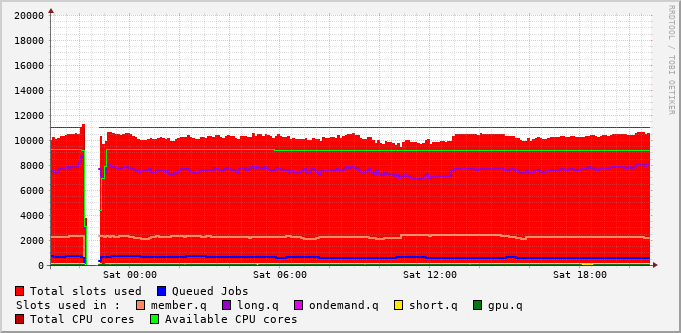 20000
18000
16000
14000
12000
10000
8000
6000
4000
2000
0
Sat 00:00 Sat 06:00 Sat 12:00 Sat 18:00
RRDTOOL / TOBI OETIKER
Total slots used Queued Jobs
Slots used in : member.q long.q ondemand.q short.q gpu.q
Total CPU cores Available CPU cores